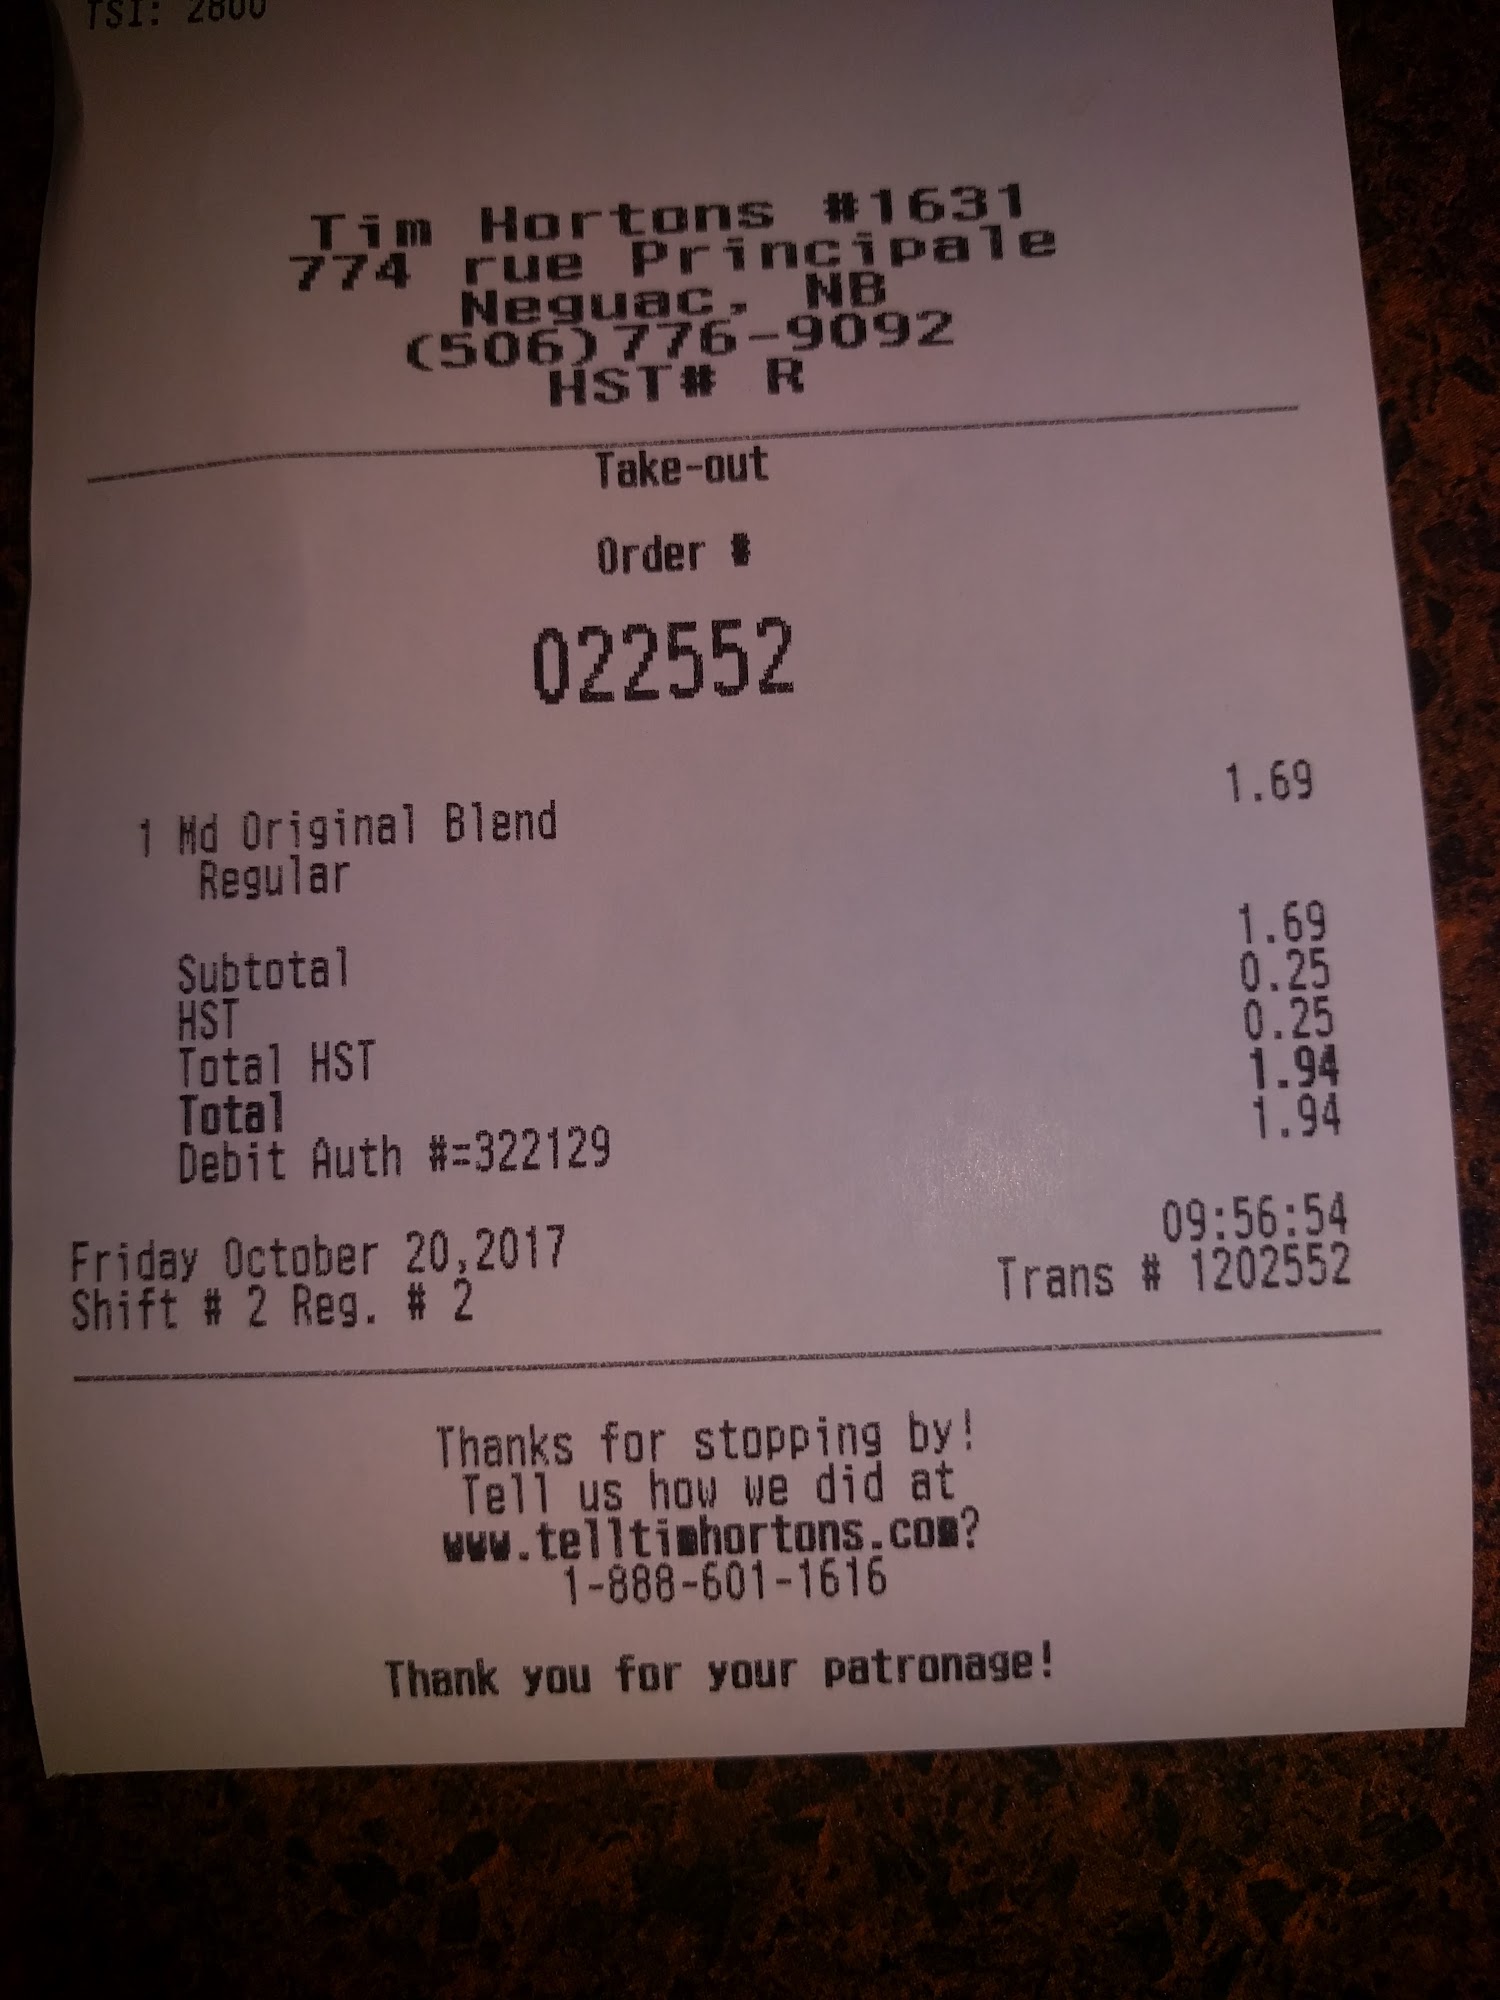 TSI: 2800
Tim Hortons #1631
774 rue Principale
Neguac, NB
(506)776-9092
HST# R
Take-out
Order #
022552
1 Md Original Blend 1.69
Regular
Subtotal 1.69
HST 0.25
Total HST 0.25
Total 1.94
Debit Auth #=322129 1.94
Friday October 20,2017 09:56:54
Shift # 2 Reg. # 2 Trans # 1202552
Thanks for stopping by!
Tell us how we did at
www.telltimhortons.com?
1-888-601-1616
Thank you for your patronage!